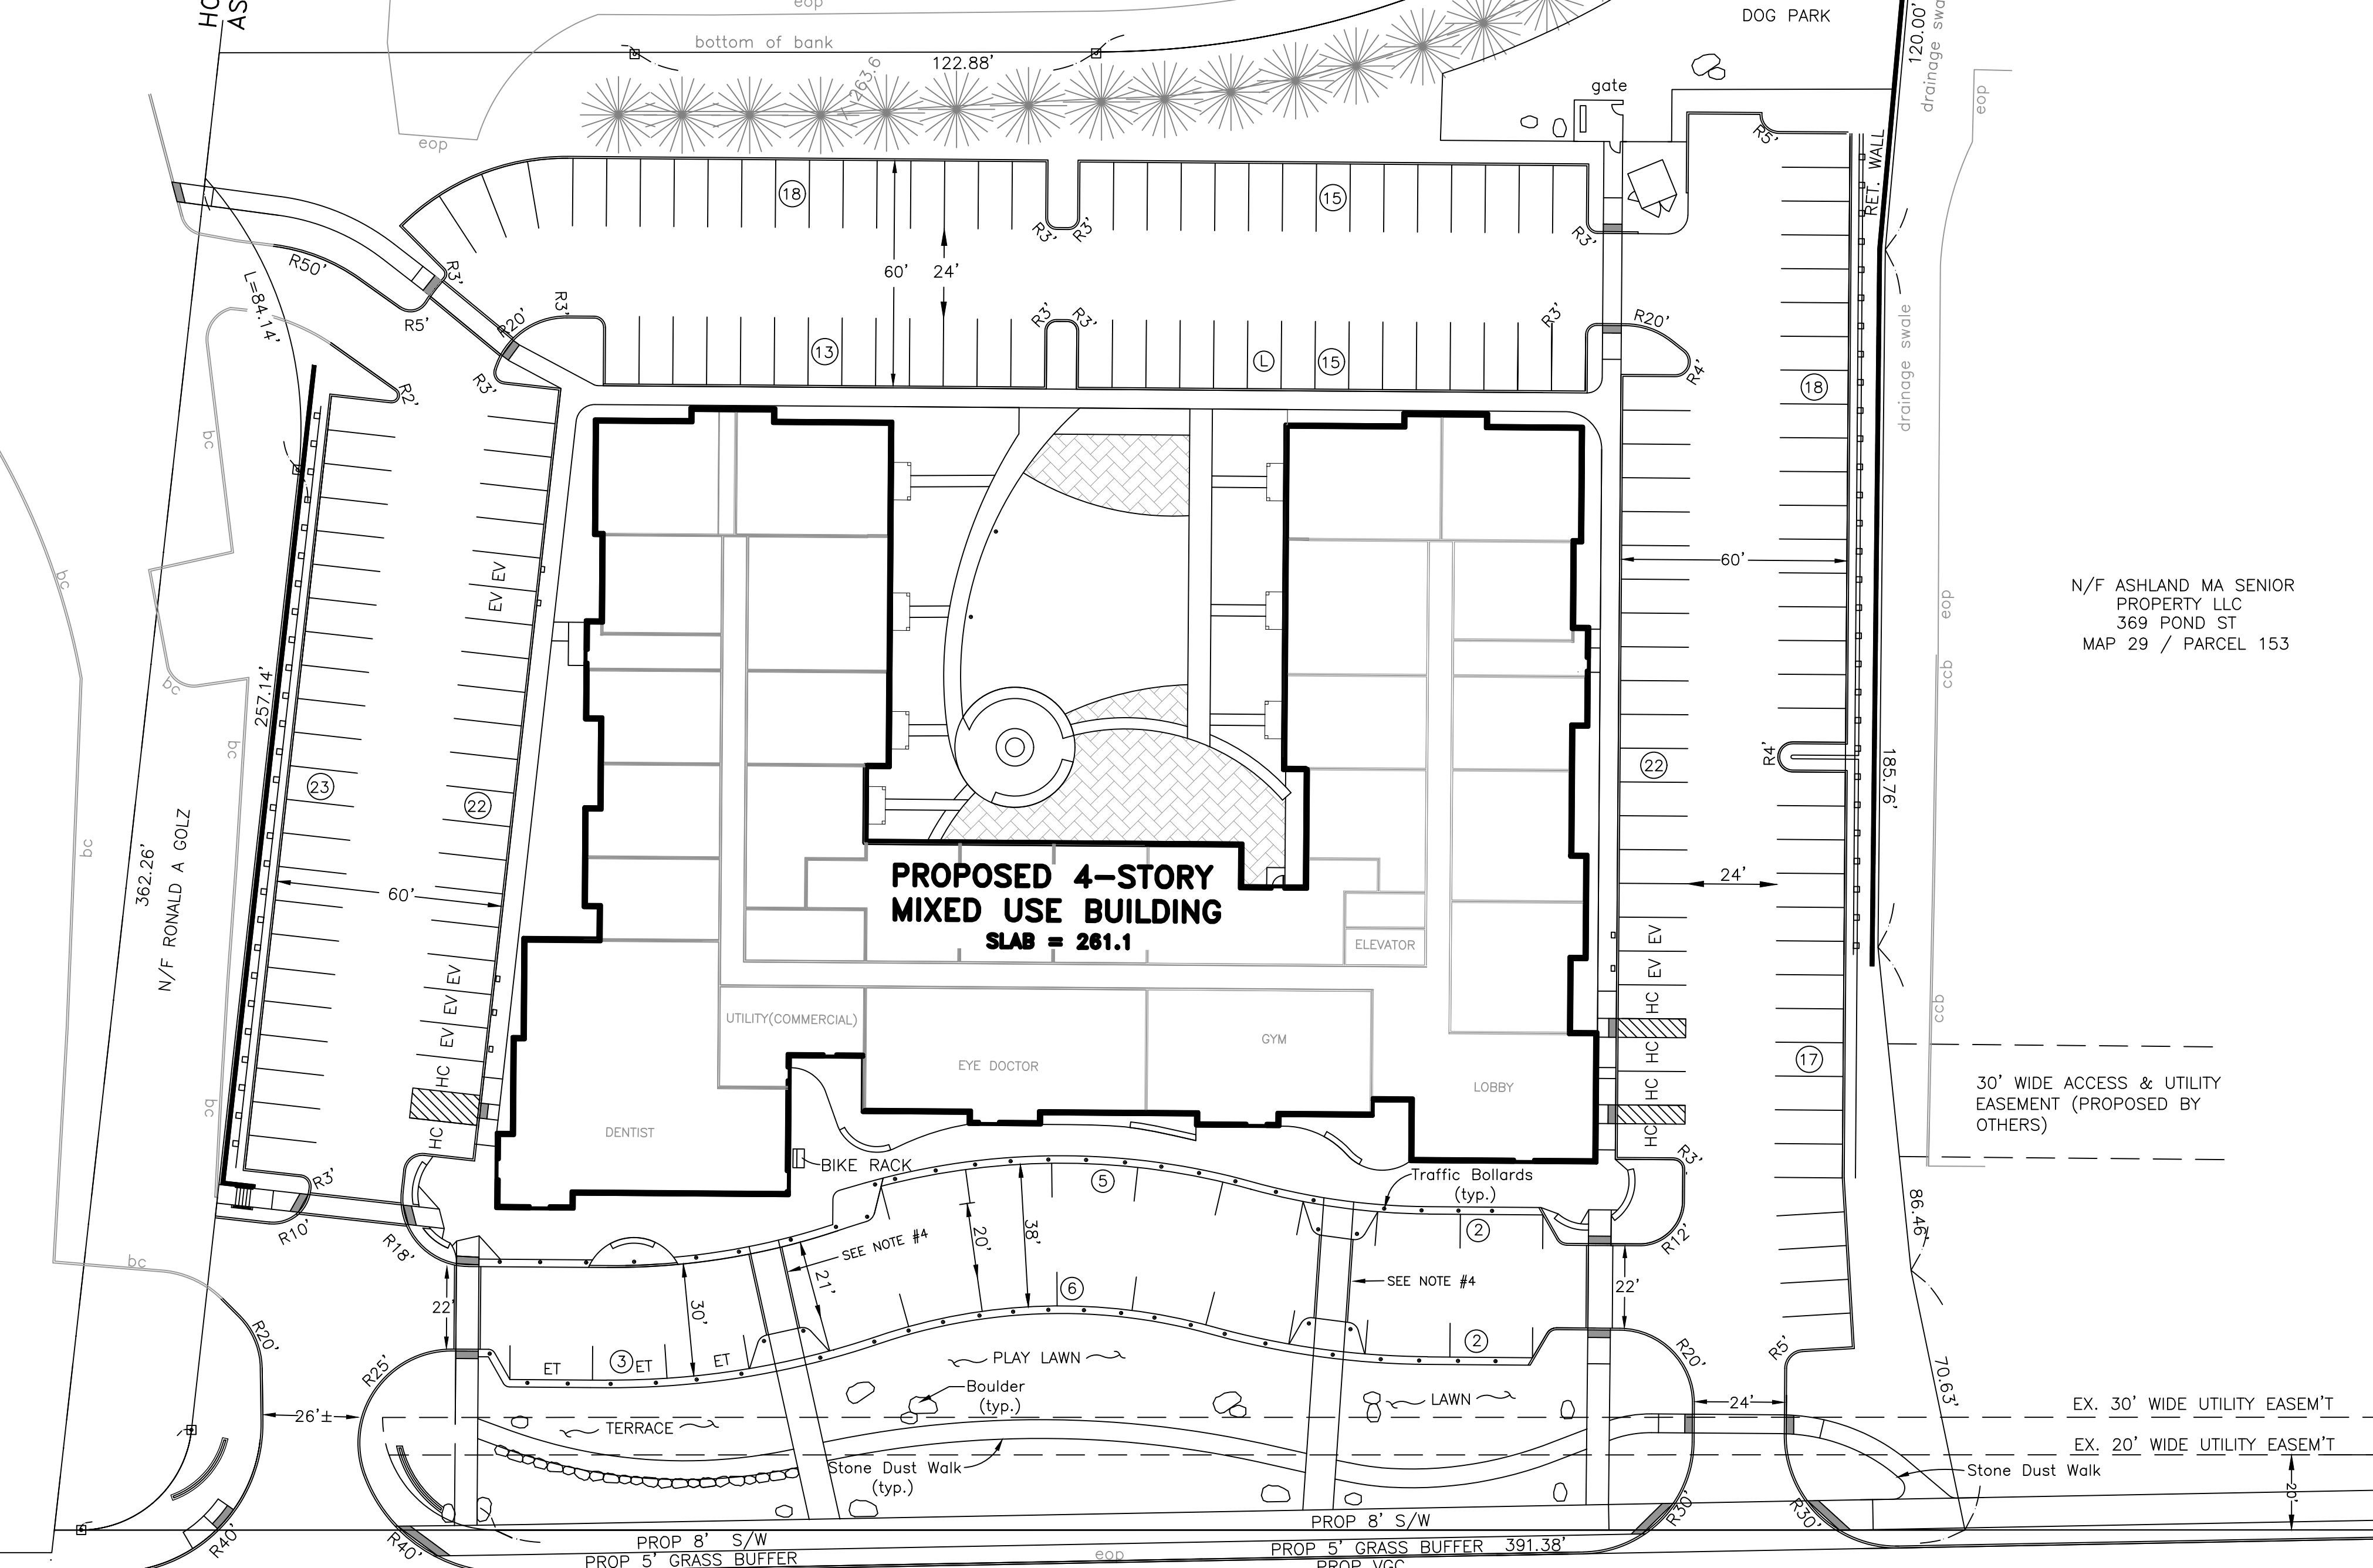 HO
AS
eop
bottom of bank
122.88'
263.6
DOG PARK
120.00'
drainage swa
eop
gate
eop
R5'
RET. WALL
18
15
R3'
R3'
R3'
R50'
R3'
60'
24'
L=84.14'
R5'
R20'
R3'
R3'
R3'
R3'
R20'
13
L
15
R4'
R3'
R2'
18
drainage swale
bc
bc
EV
EV
60'
N/F ASHLAND MA SENIOR
PROPERTY LLC
369 POND ST
MAP 29 / PARCEL 153
eop
ccb
bc
257.14'
bc
23
22
22
R4'
185.76'
bc
362.26'
N/F RONALD A GOLZ
60'
PROPOSED 4-STORY
MIXED USE BUILDING
SLAB = 261.1
ELEVATOR
24'
EV
EV
HC
HC
HC
HC
EV
EV
EV
HC
HC
ccb
UTILITY(COMMERCIAL)
EYE DOCTOR
GYM
LOBBY
DENTIST
17
30' WIDE ACCESS & UTILITY
EASEMENT (PROPOSED BY
OTHERS)
bc
BIKE RACK
R3'
R10'
R18'
5
Traffic Bollards
(typ.)
R3'
R12'
86.46'
bc
SEE NOTE #4
20'
38'
2
21'
6
SEE NOTE #4
22'
22'
30'
R20'
R25'
ET
3
ET
ET
2
R20'
R5'
70.63'
PLAY LAWN
Boulder
(typ.)
LAWN
26'±
TERRACE
24'
EX. 30' WIDE UTILITY EASEM'T
EX. 20' WIDE UTILITY EASEM'T
Stone Dust Walk
(typ.)
Stone Dust Walk
20'
R40'
R40'
R30'
R30'
PROP 8' S/W
PROP 8' S/W
PROP 5' GRASS BUFFER
eop
PROP 5' GRASS BUFFER
391.38'
PROP VGC